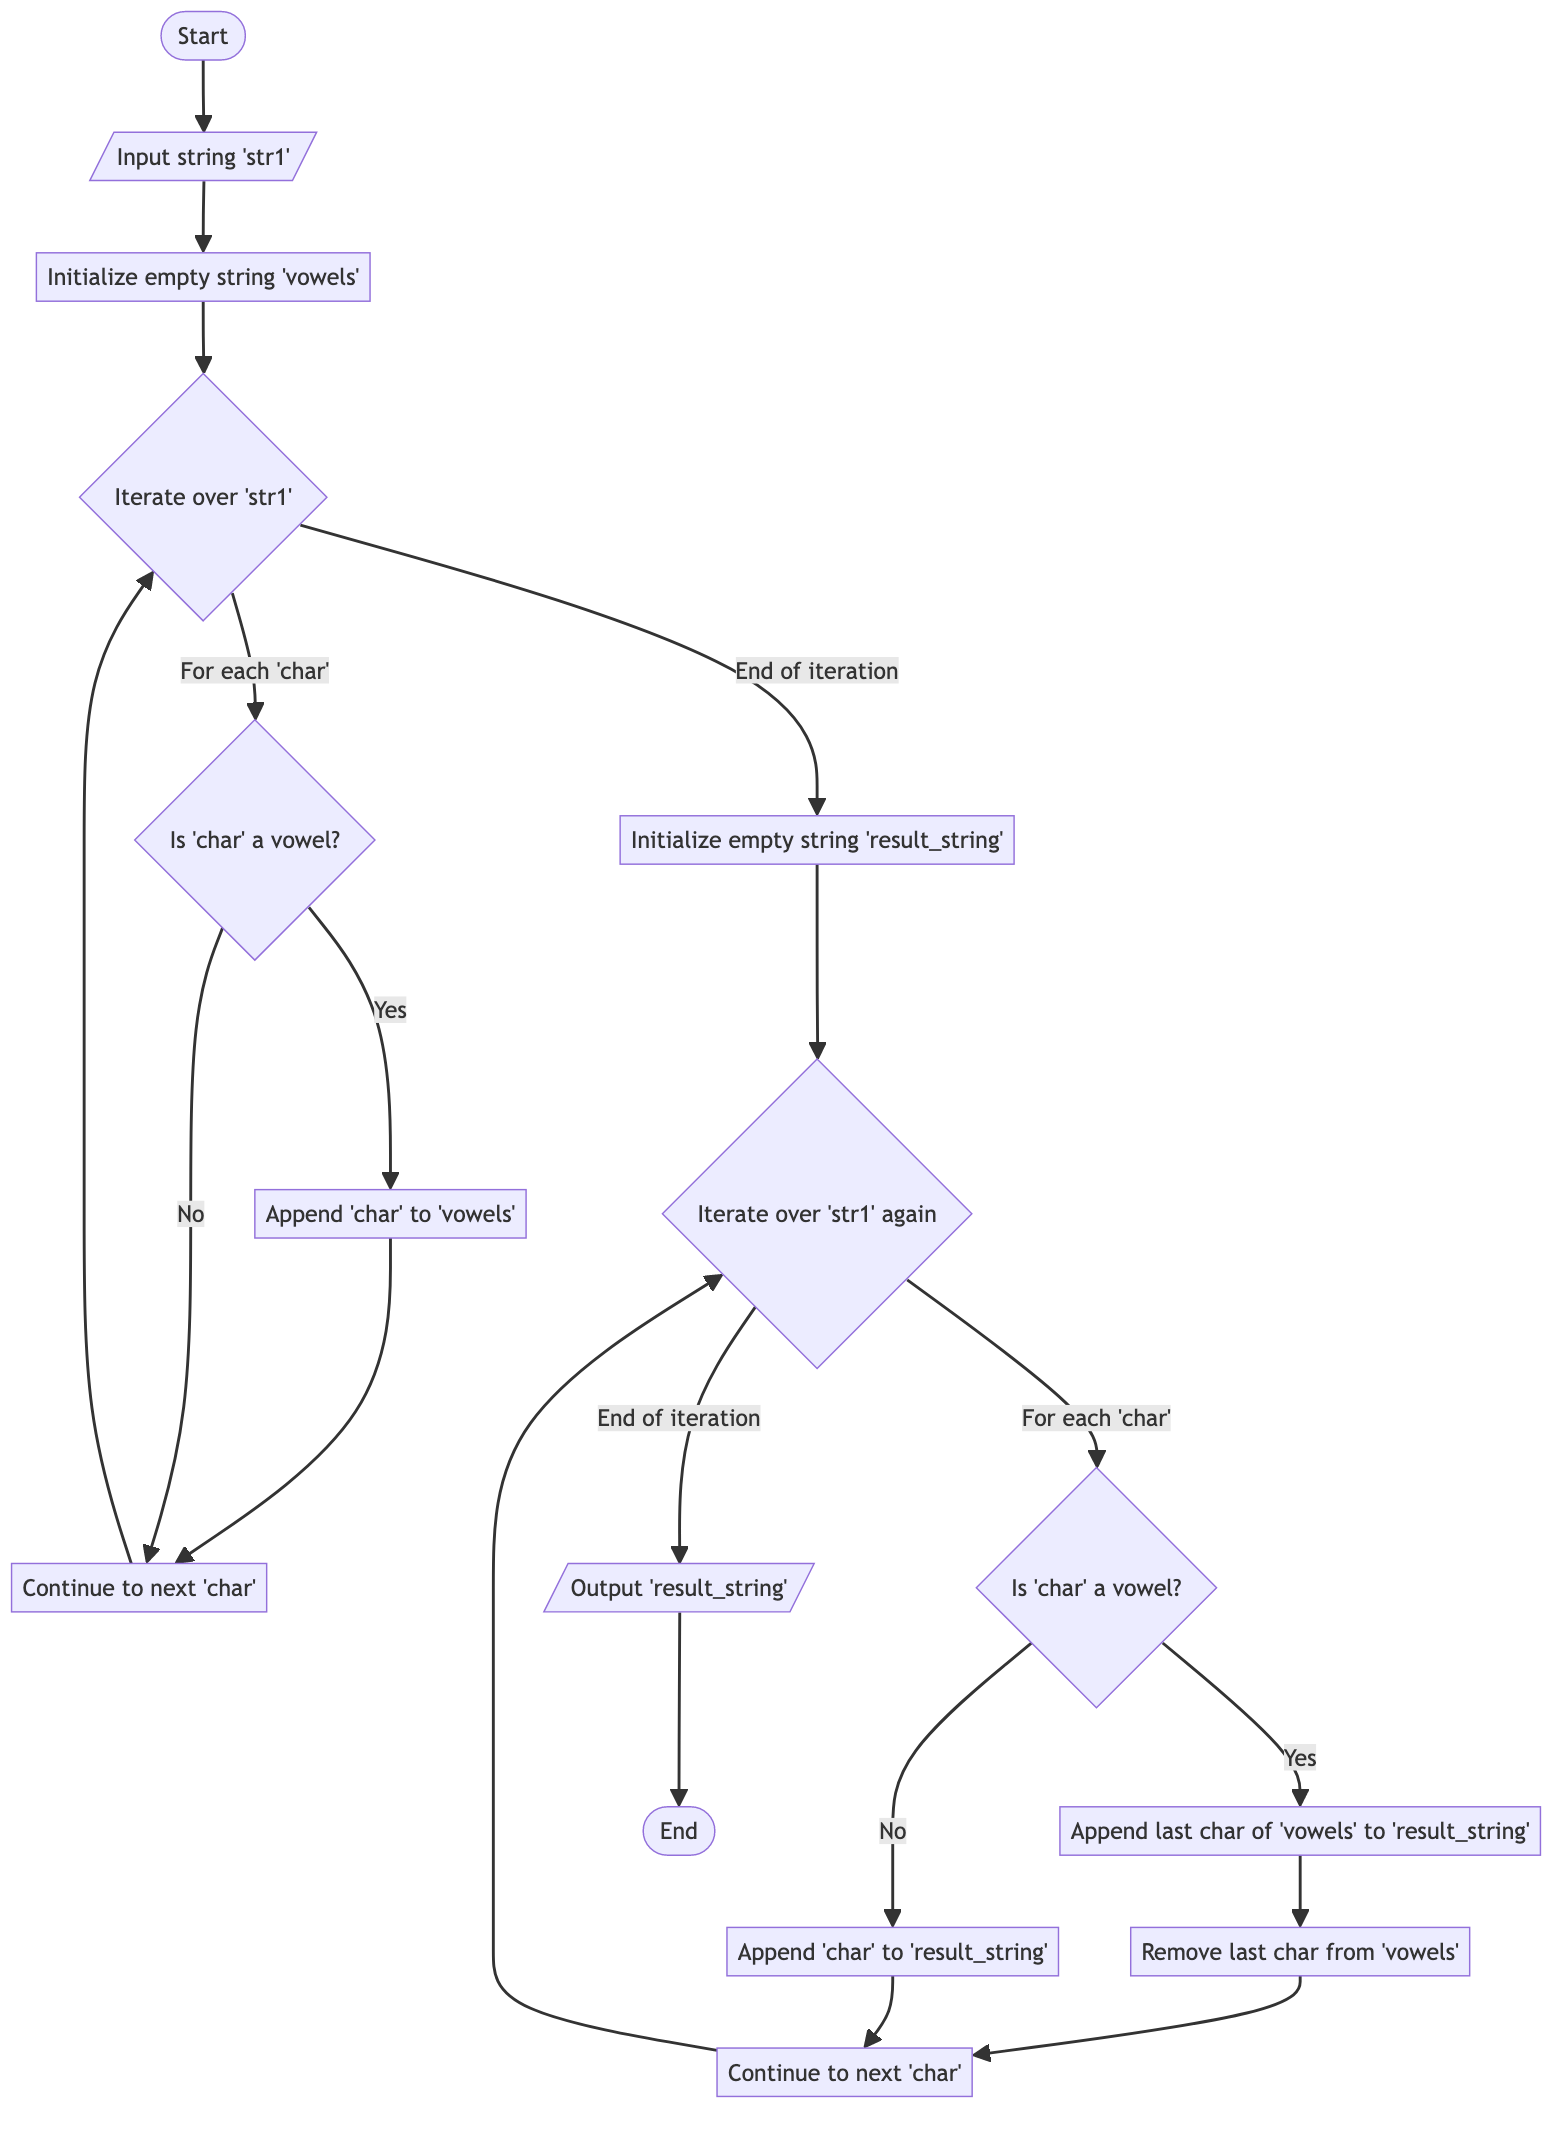 Start
Input string 'str1'
Initialize empty string 'vowels'
Iterate over 'str1'
For each 'char'
End of iteration
Is 'char' a vowel?
Initialize empty string 'result_string'
Yes
No
Append 'char' to 'vowels'
Iterate over 'str1' again
End of iteration
For each 'char'
Continue to next 'char'
Output 'result_string'
Is 'char' a vowel?
Yes
No
End
Append last char of 'vowels' to 'result_string'
Append 'char' to 'result_string'
Remove last char from 'vowels'
Continue to next 'char'